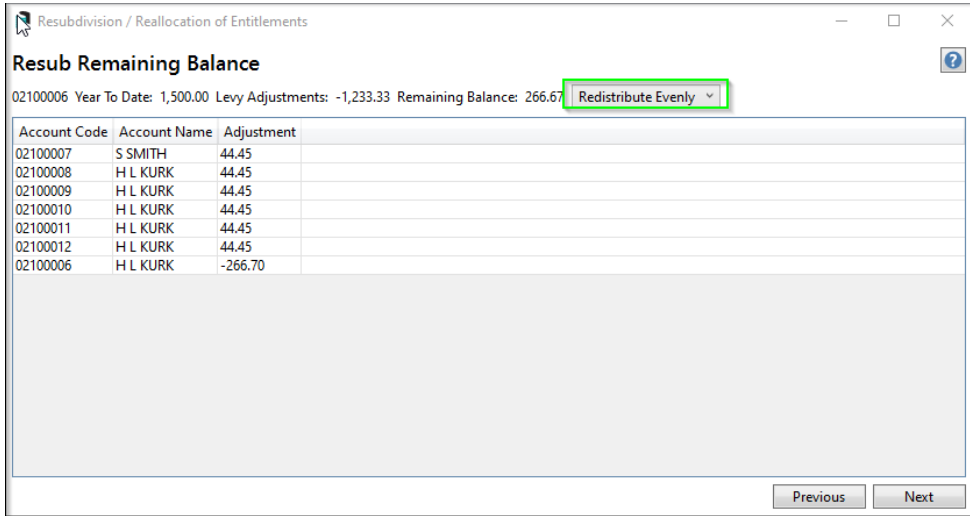 Resubdivision / Reallocation of Entitlements
Resub Remaining Balance
02100006 Year To Date: 1,500.00 Levy Adjustments: -1,233.33 Remaining Balance: 266.67 Redistribute Evenly
Account Code Account Name Adjustment
02100007 S SMITH 44.45
02100008 H L KURK 44.45
02100009 H L KURK 44.45
02100010 H L KURK 44.45
02100011 H L KURK 44.45
02100012 H L KURK 44.45
02100006 H L KURK -266.70
Previous Next